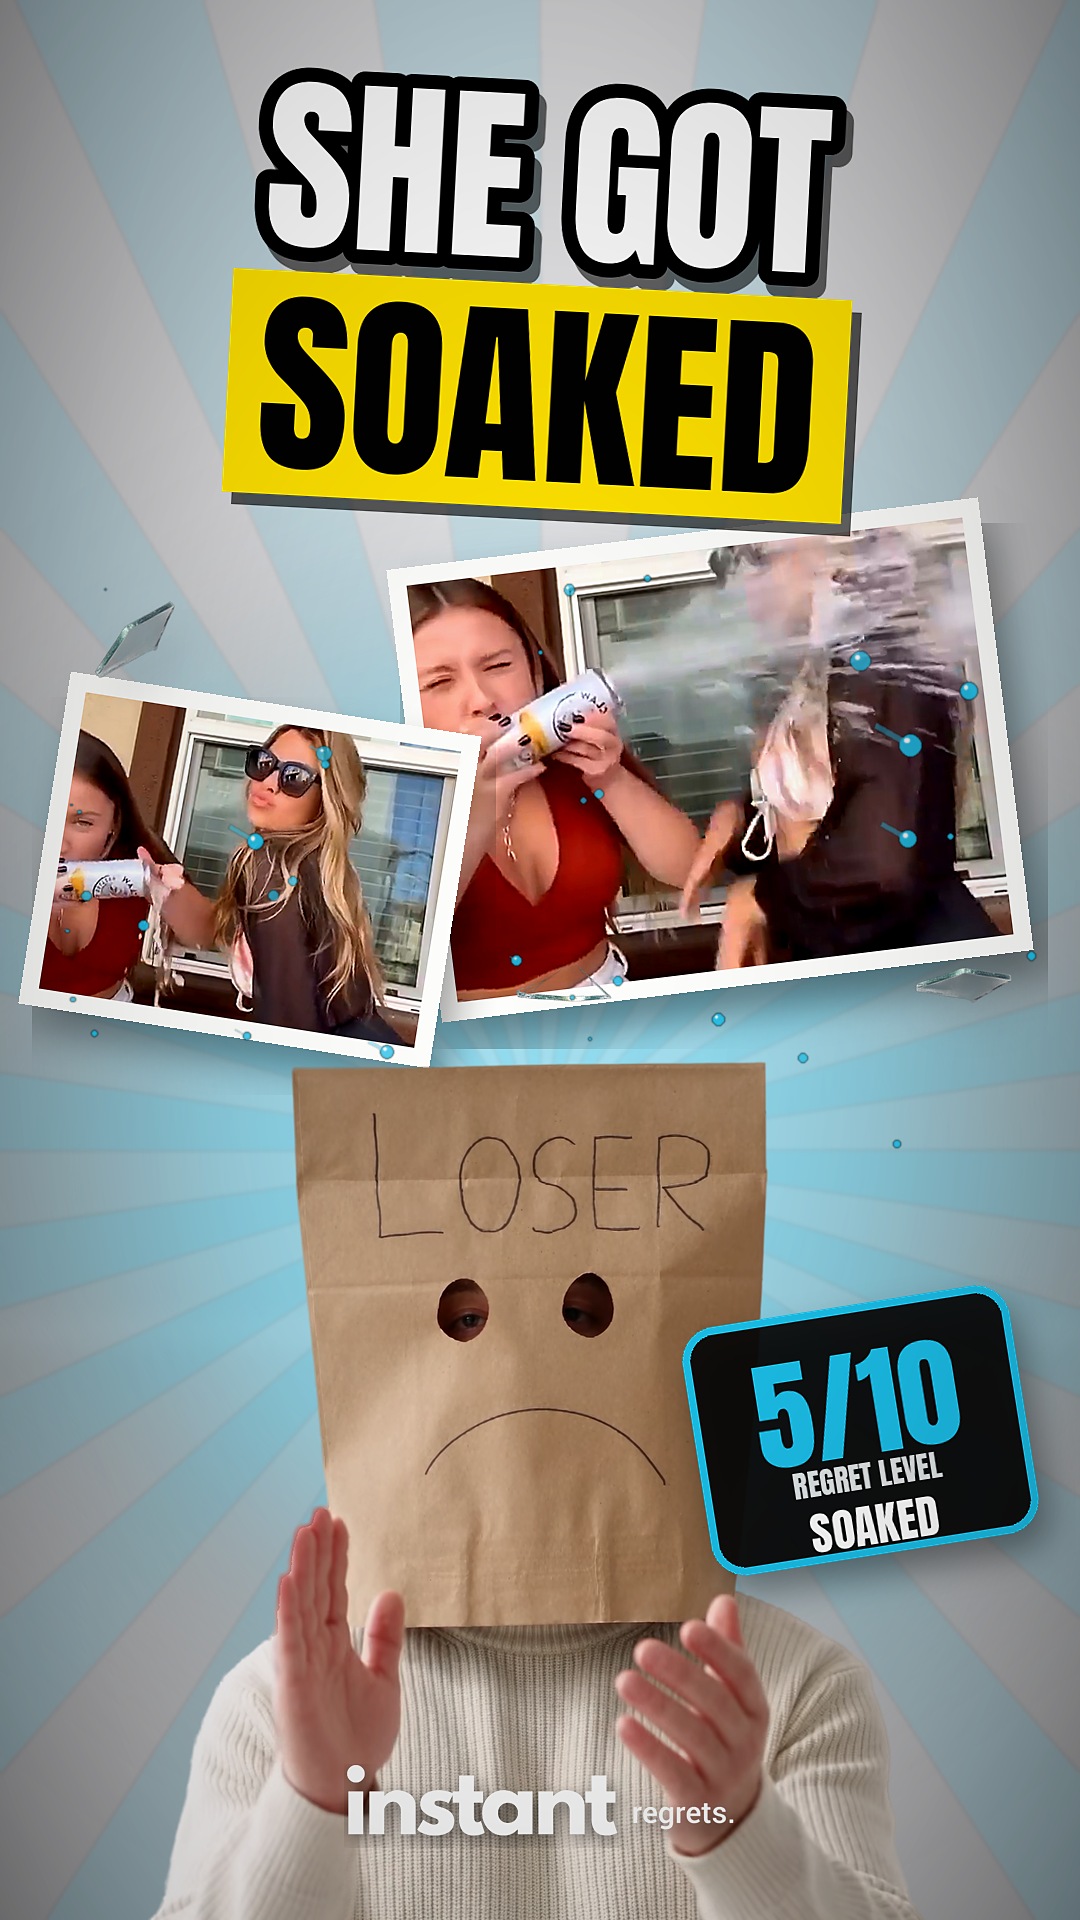 SHE GOT
SOAKED
LOSER
5/10
REGRET LEVEL
SOAKED
instant regrets.